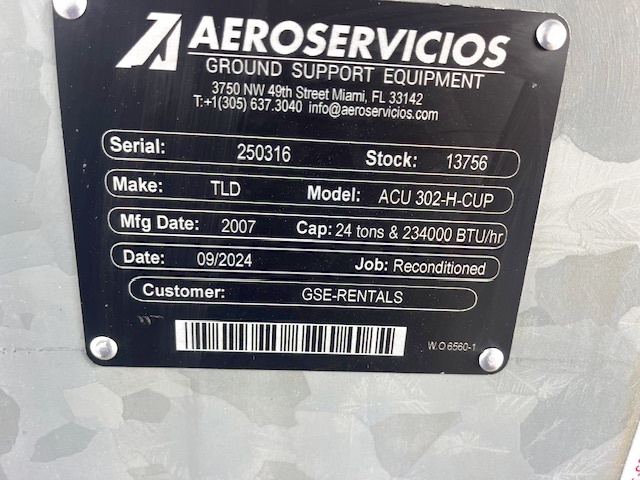 AEROSERVICIOS
GROUND SUPPORT EQUIPMENT
3750 NW 49th Street Miami, FL 33142
T:+1(305) 637.3040 info@aeroservicios.com
Serial: 250316 Stock: 13756
Make: TLD Model: ACU 302-H-CUP
Mfg Date: 2007 Cap: 24 tons & 234000 BTU/hr
Date: 09/2024 Job: Reconditioned
Customer: GSE-RENTALS
W.O 6560-1